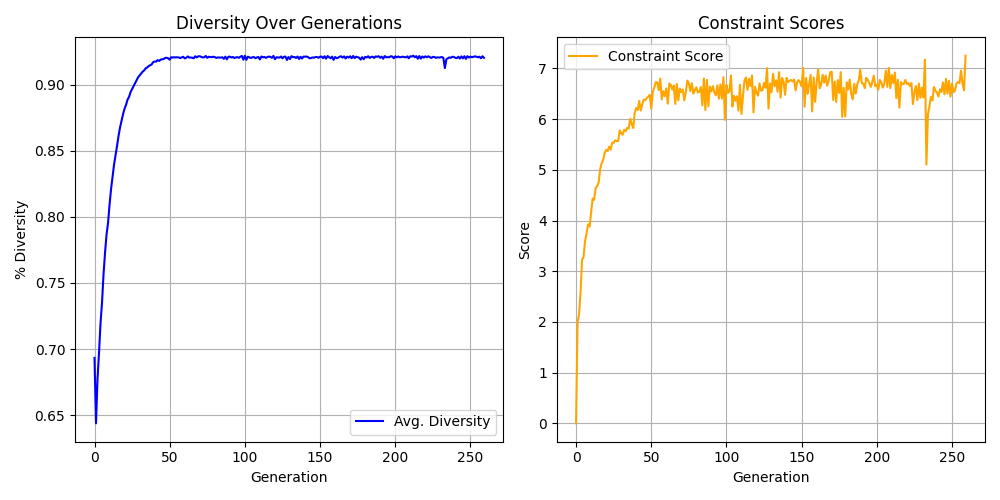 Diversity Over Generations
% Diversity
0.90
0.85
0.80
0.75
0.70
0.65
Avg. Diversity
0 50 100 150 200 250
Generation
Constraint Scores
Score
Constraint Score
7
6
5
4
3
2
1
0
0 50 100 150 200 250
Generation